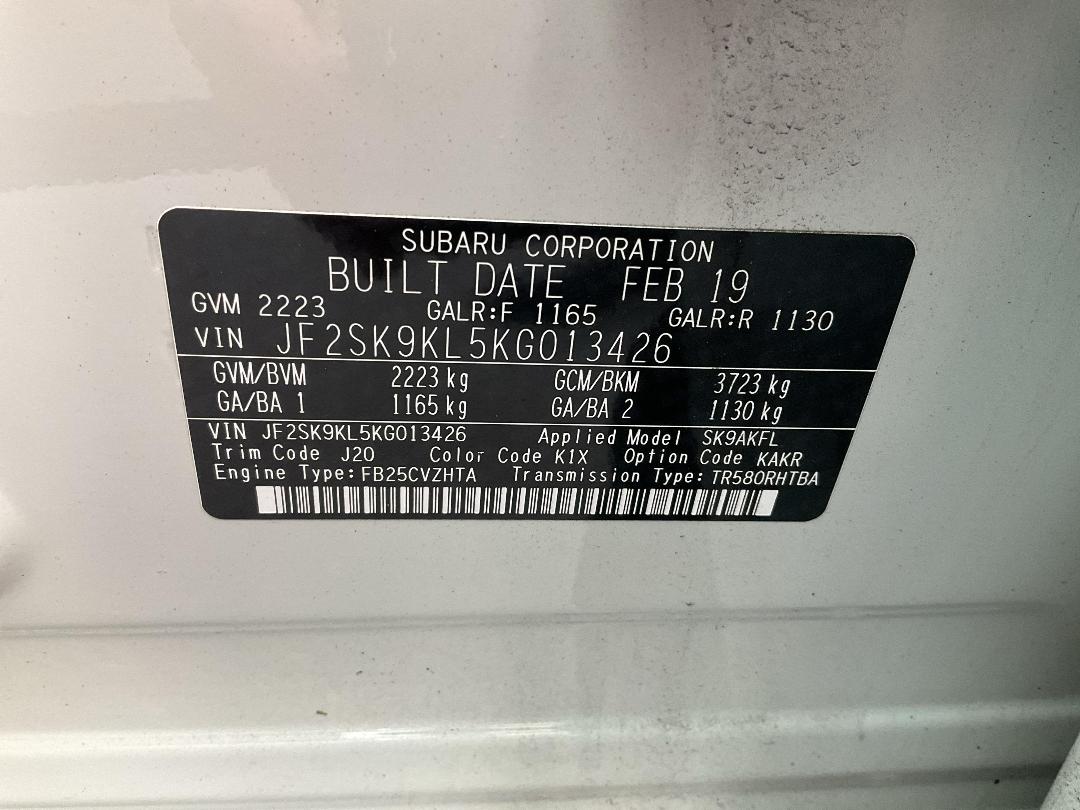 SUBARU CORPORATION
BUILT DATE FEB 19
GVM 2223 GALR:F 1165 GALR:R 1130
VIN JF2SK9KL5KG013426
GVM/BVM 2223 kg GCM/BKM 3723 kg
GA/BA 1 1165 kg GA/BA 2 1130 kg
VIN JF2SK9KL5KG013426 Applied Model SK9AKFL
Trim Code J20 Color Code K1X Option Code KAKR
Engine Type:FB25CVZHTA Transmission Type:TR580RHTBA